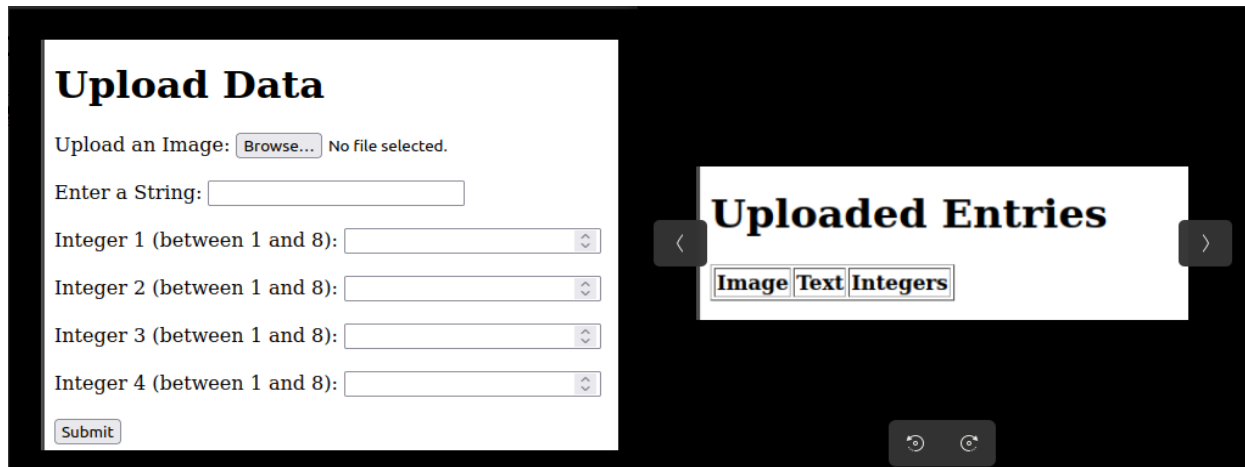 Upload Data
Upload an Image: Browse... No file selected.
Enter a String:
Integer 1 (between 1 and 8):
Integer 2 (between 1 and 8):
Integer 3 (between 1 and 8):
Integer 4 (between 1 and 8):
Submit
Uploaded Entries
Image Text Integers